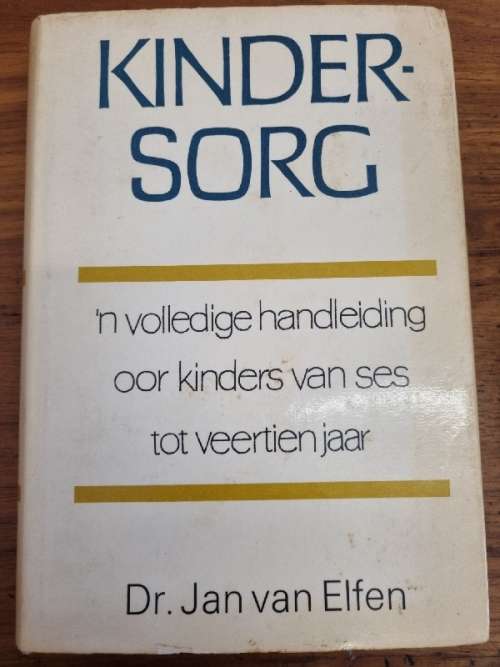 KINDER-
SORG
'n volledige handleiding
oor kinders van ses
tot veertien jaar
Dr. Jan van Elfen